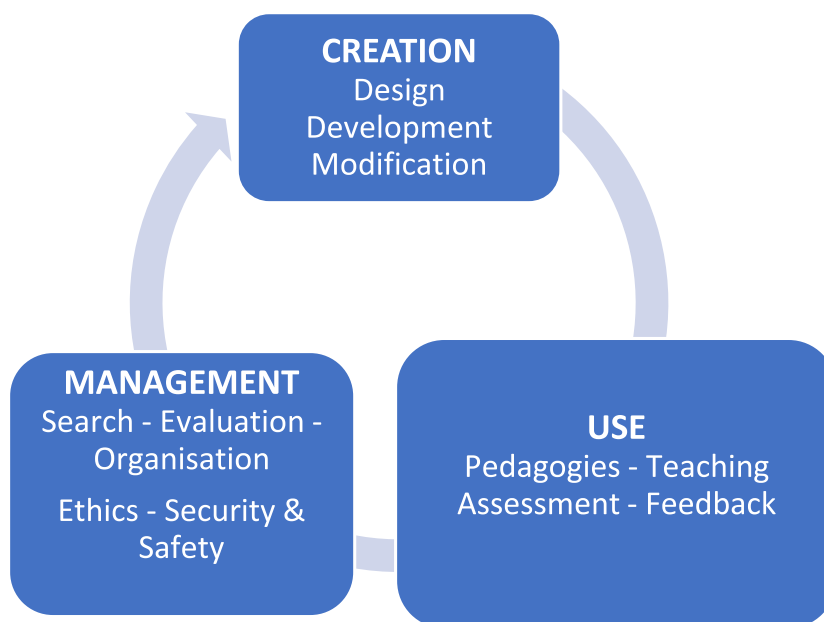 CREATION
Design
Development
Modification
MANAGEMENT
Search - Evaluation -
Organisation
Ethics - Security &
Safety
USE
Pedagogies - Teaching
Assessment - Feedback